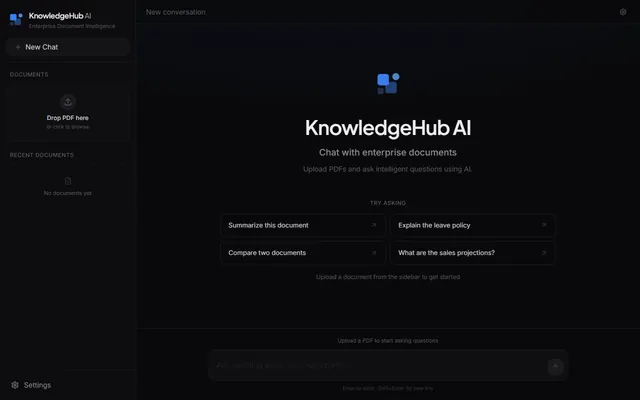 KnowledgeHub AI
Enterprise Document Intelligence
+ New Chat
DOCUMENTS
Drop PDF here
or click to browse
RECENT DOCUMENTS
No documents yet
Settings
New conversation
KnowledgeHub AI
Chat with enterprise documents
Upload PDFs and ask intelligent questions using AI.
TRY ASKING
Summarize this document
Explain the leave policy
Compare two documents
What are the sales projections?
Upload a document from the sidebar to get started
Upload a PDF to start asking questions